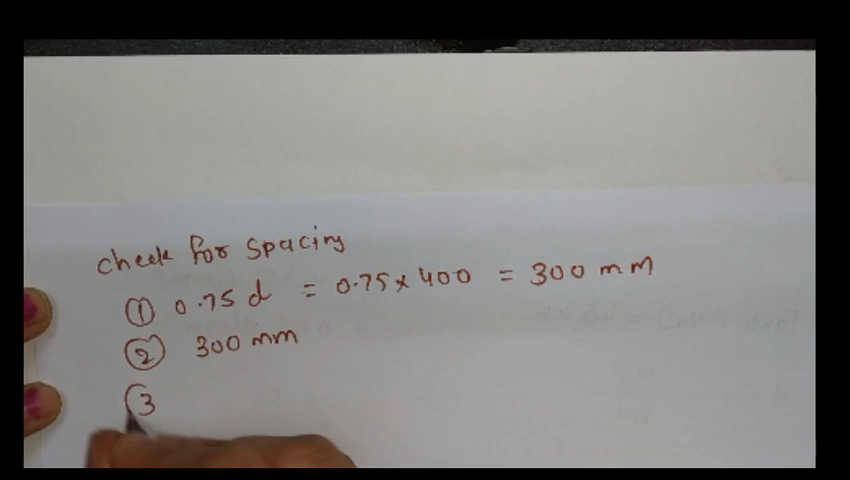 check for spacing
① 0.75 d = 0.75 x 400 = 300 mm
② 300 mm
③